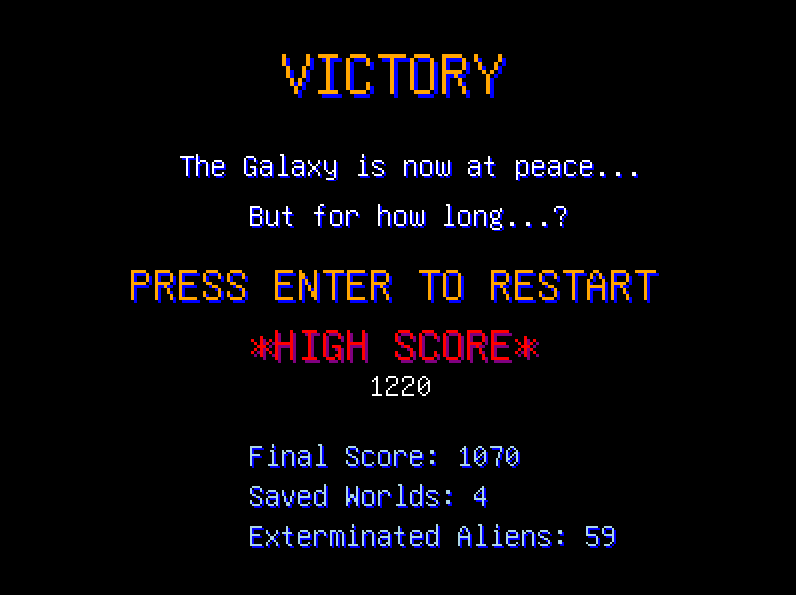 VICTORY
The Galaxy is now at peace...
But for how long...?
PRESS ENTER TO RESTART
*HIGH SCORE*
1220
Final Score: 1070
Saved Worlds: 4
Exterminated Aliens: 59